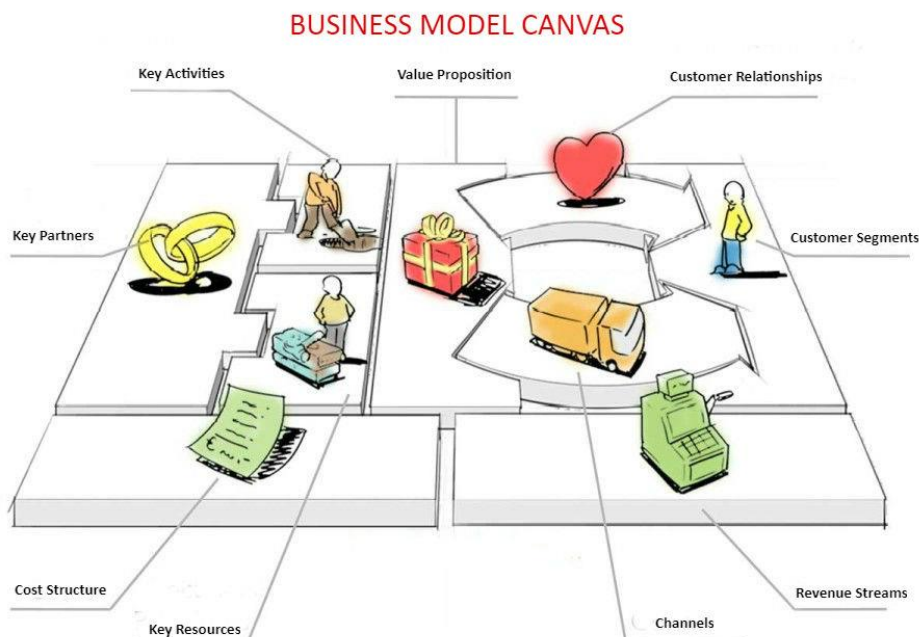 BUSINESS MODEL CANVAS
Key Activities
Value Proposition
Customer Relationships
Key Partners
Customer Segments
Cost Structure
Revenue Streams
Key Resources
Channels